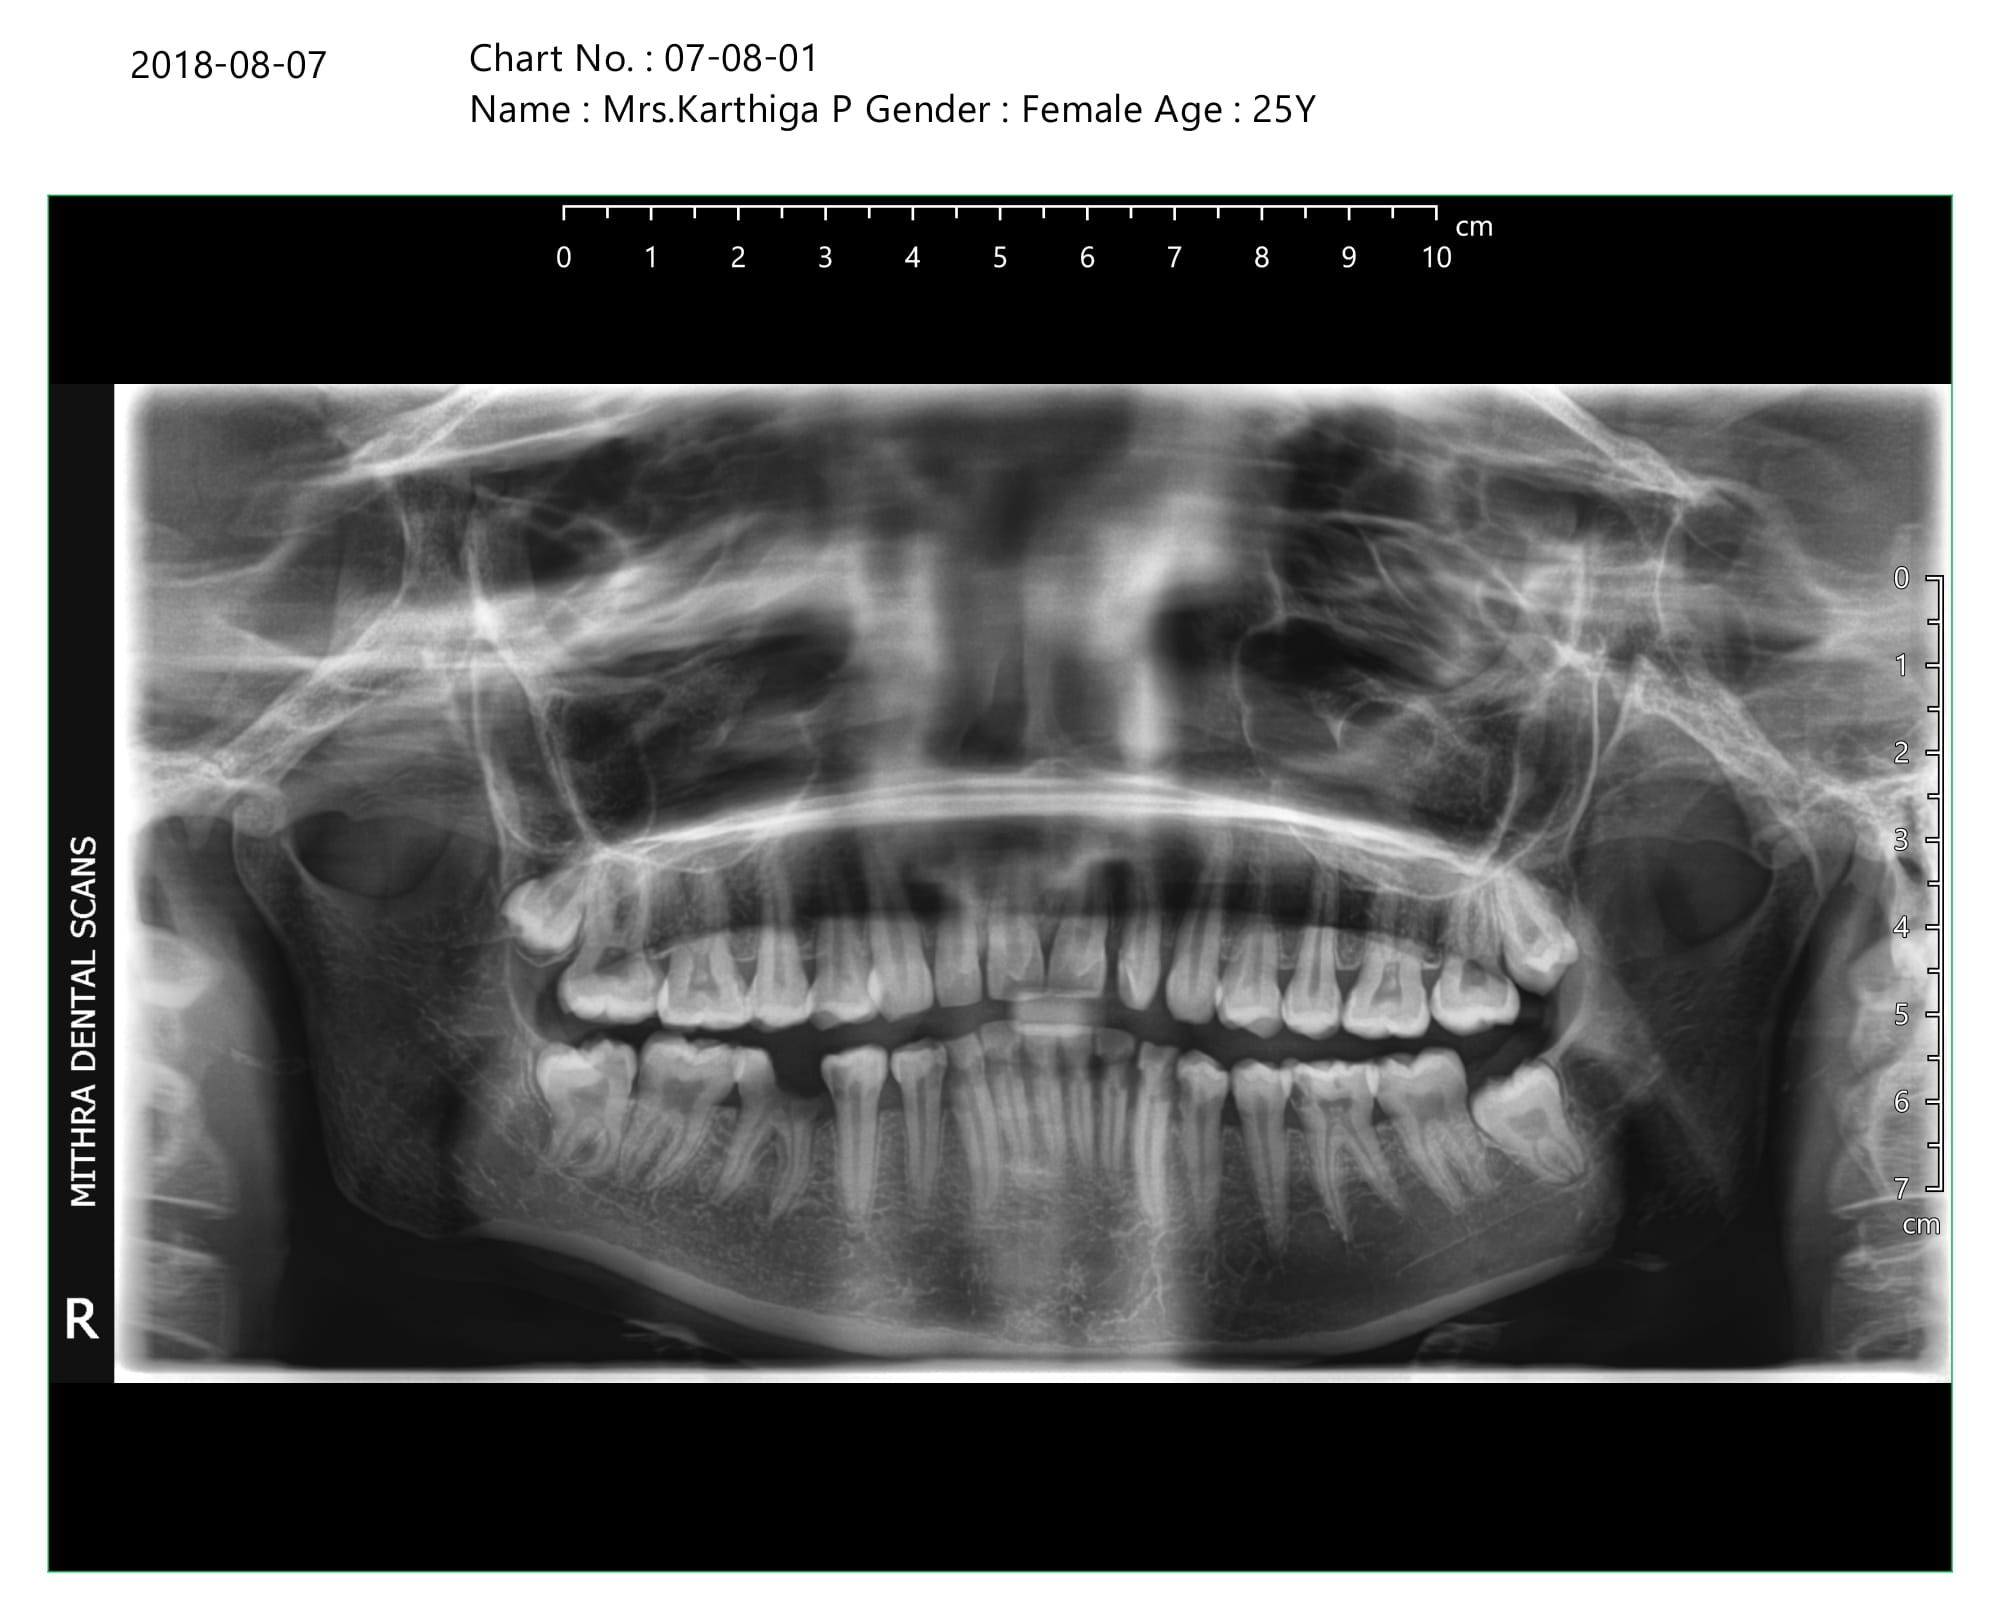 2018-08-07
Chart No. : 07-08-01
Name : Mrs.Karthiga P Gender : Female Age : 25Y
0 1 2 3 4 5 6 7 8 9 10 cm
MITHRA DENTAL SCANS
R
0
1
2
3
4
5
6
7
cm